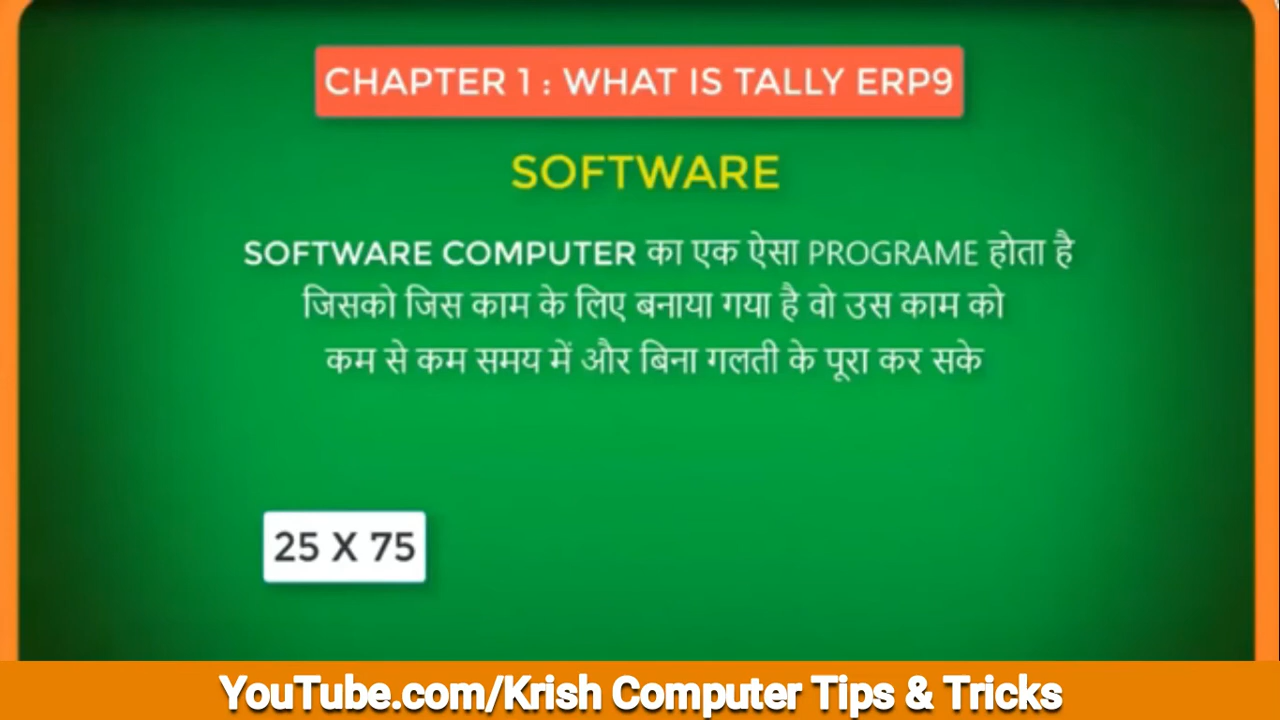 CHAPTER 1 : WHAT IS TALLY ERP9
SOFTWARE
SOFTWARE COMPUTER का एक ऐसा PROGRAME होता है
जिसको जिस काम के लिए बनाया गया है वो उस काम को
कम से कम समय में और बिना गलती के पूरा कर सके
25 X 75
YouTube.com/Krish Computer Tips & Tricks